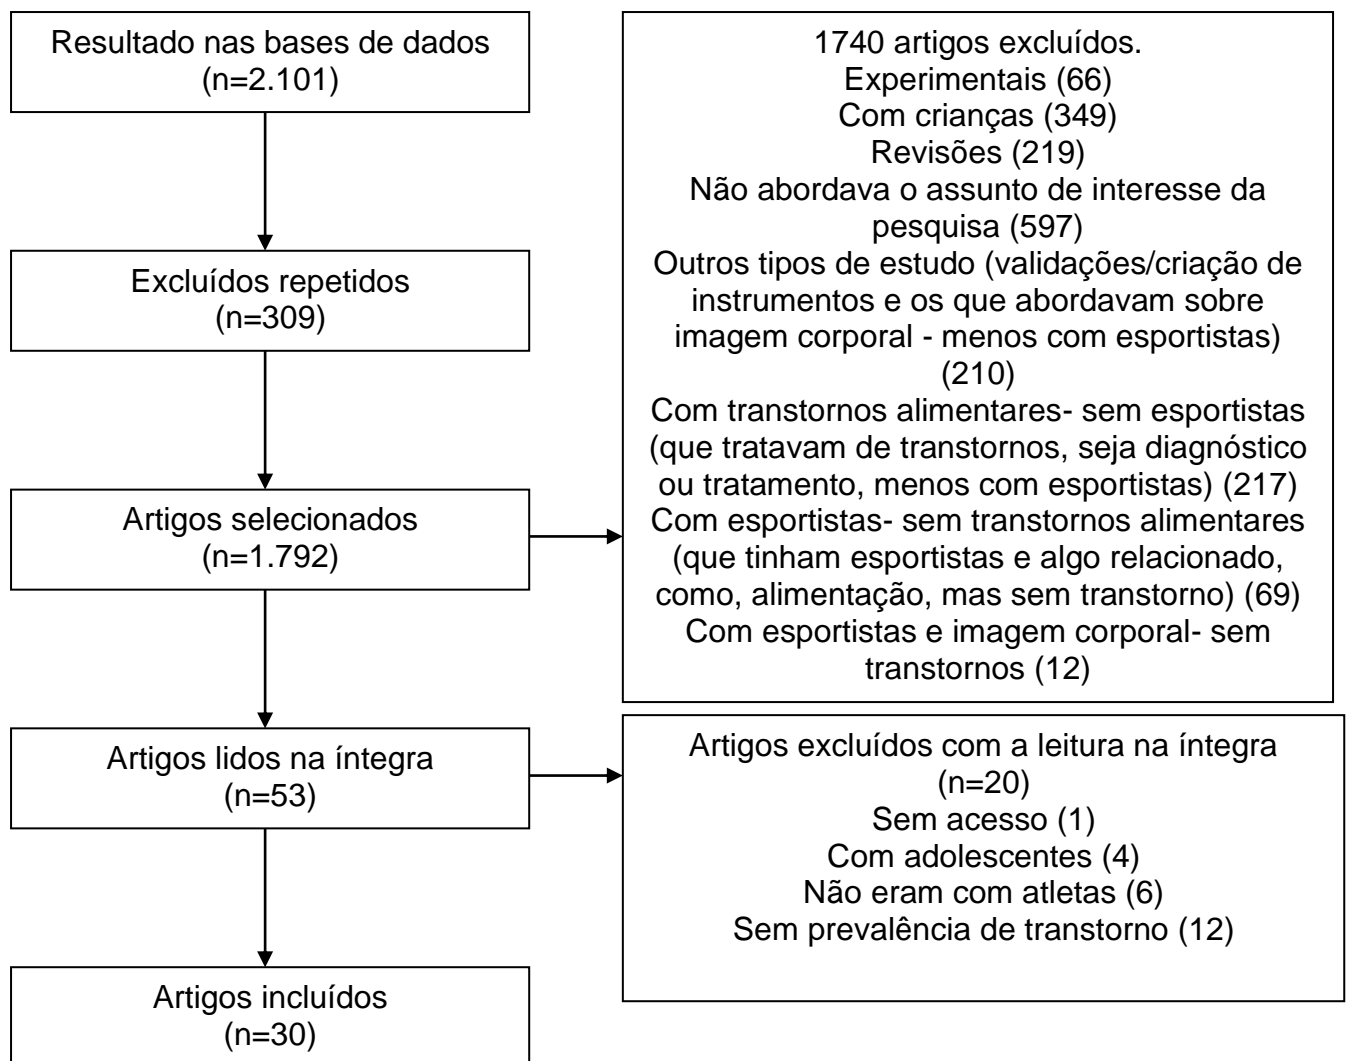 Resultado nas bases de dados
(n=2.101)
Excluídos repetidos
(n=309)
Artigos selecionados
(n=1.792)
1740 artigos excluídos.
Experimentais (66)
Com crianças (349)
Revisões (219)
Não abordava o assunto de interesse da
pesquisa (597)
Outros tipos de estudo (validações/criação de
instrumentos e os que abordavam sobre
imagem corporal - menos com esportistas)
(210)
Com transtornos alimentares- sem esportistas
(que tratavam de transtornos, seja diagnóstico
ou tratamento, menos com esportistas) (217)
Com esportistas- sem transtornos alimentares
(que tinham esportistas e algo relacionado,
como, alimentação, mas sem transtorno) (69)
Com esportistas e imagem corporal- sem
transtornos (12)
Artigos lidos na íntegra
(n=53)
Artigos excluídos com a leitura na íntegra
(n=20)
Sem acesso (1)
Com adolescentes (4)
Não eram com atletas (6)
Sem prevalência de transtorno (12)
Artigos incluídos
(n=30)